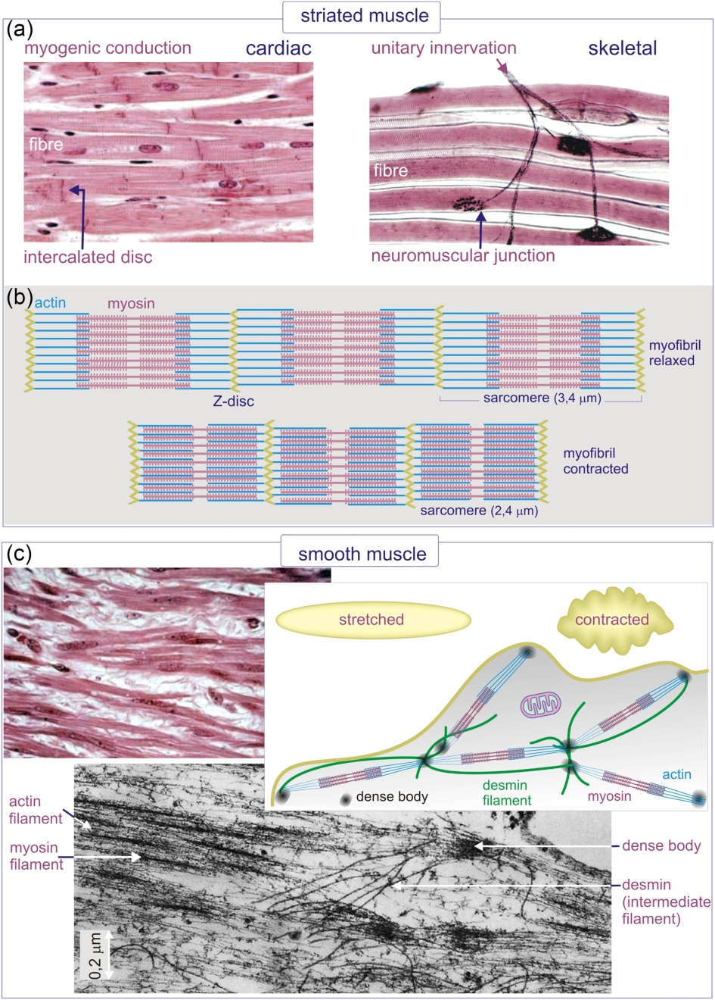 striated muscle
(a)
myogenic conduction
cardiac
unitary innervation
skeletal
fibre
fibre
intercalated disc
neuromuscular junction
(b)
actin
myosin
myofibril
relaxed
Z-disc
sarcomere (3,4 μm)
myofibril
contracted
sarcomere (2,4 μm)
(c)
smooth muscle
stretched
contracted
actin
desmin
filament
myosin
dense body
actin
filament
myosin
filament
dense body
desmin
(intermediate
filament)
0,2 μm